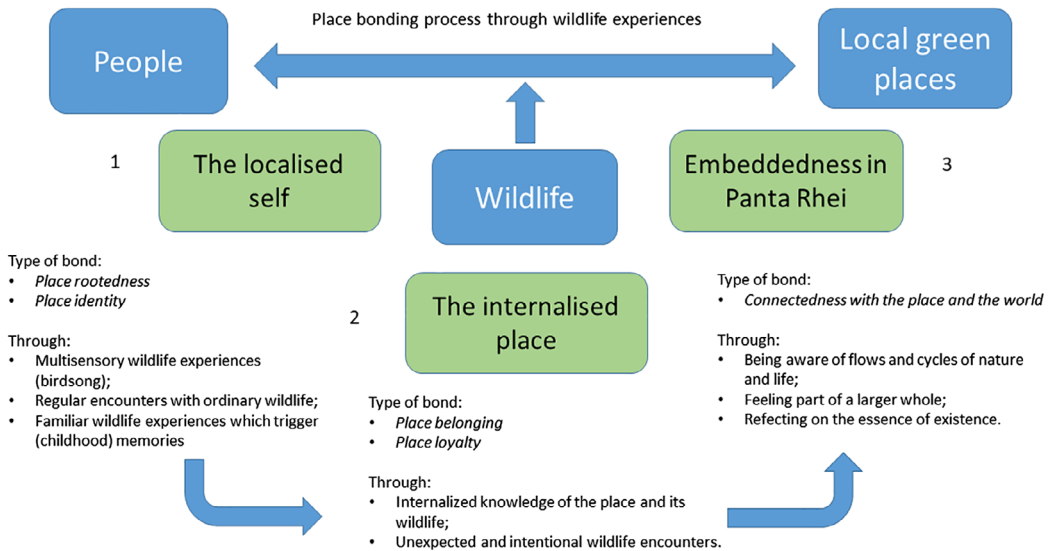 Place bonding process through wildlife experiences
People
Local green
places
1
The localised
self
Wildlife
Embeddedness in
Panta Rhei
3
Type of bond:
• Place rootedness
• Place identity
Through:
• Multisensory wildlife experiences
(birdsong);
• Regular encounters with ordinary wildlife;
• Familiar wildlife experiences which trigger
(childhood) memories
2
The internalised
place
Type of bond:
• Place belonging
• Place loyalty
Through:
• Internalized knowledge of the place and its
wildlife;
• Unexpected and intentional wildlife encounters.
Type of bond:
• Connectedness with the place and the world
Through:
• Being aware of flows and cycles of nature
and life;
• Feeling part of a larger whole;
• Refecting on the essence of existence.